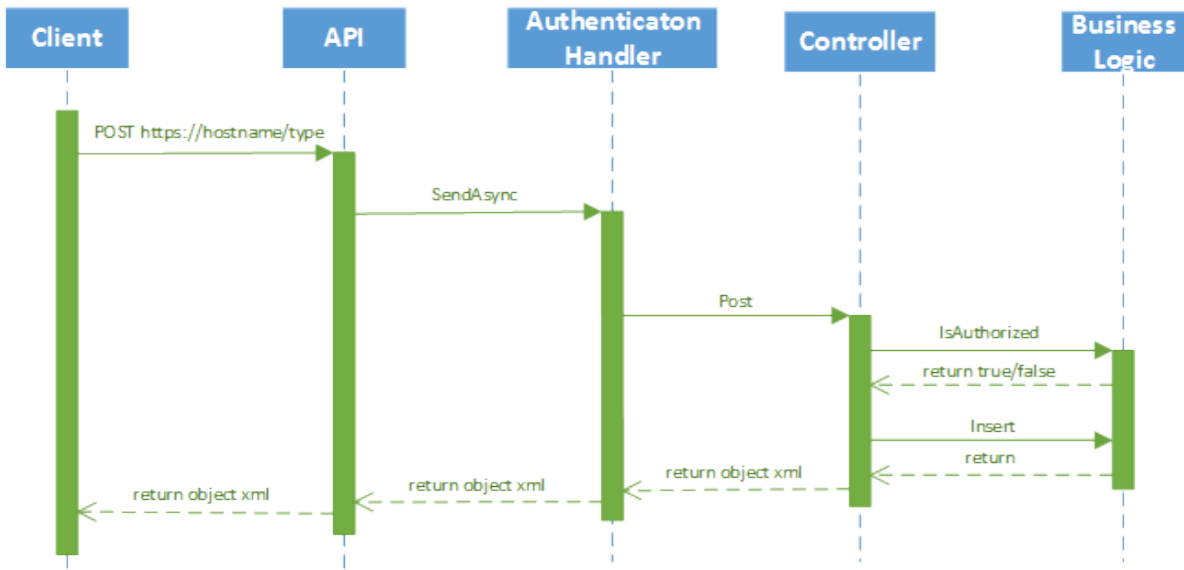 Client
API
Authenticaton
Handler
Controller
Business
Logic
POST https://hostname/type
SendAsync
Post
IsAuthorized
return true/false
Insert
return
return object xml
return object xml
return object xml